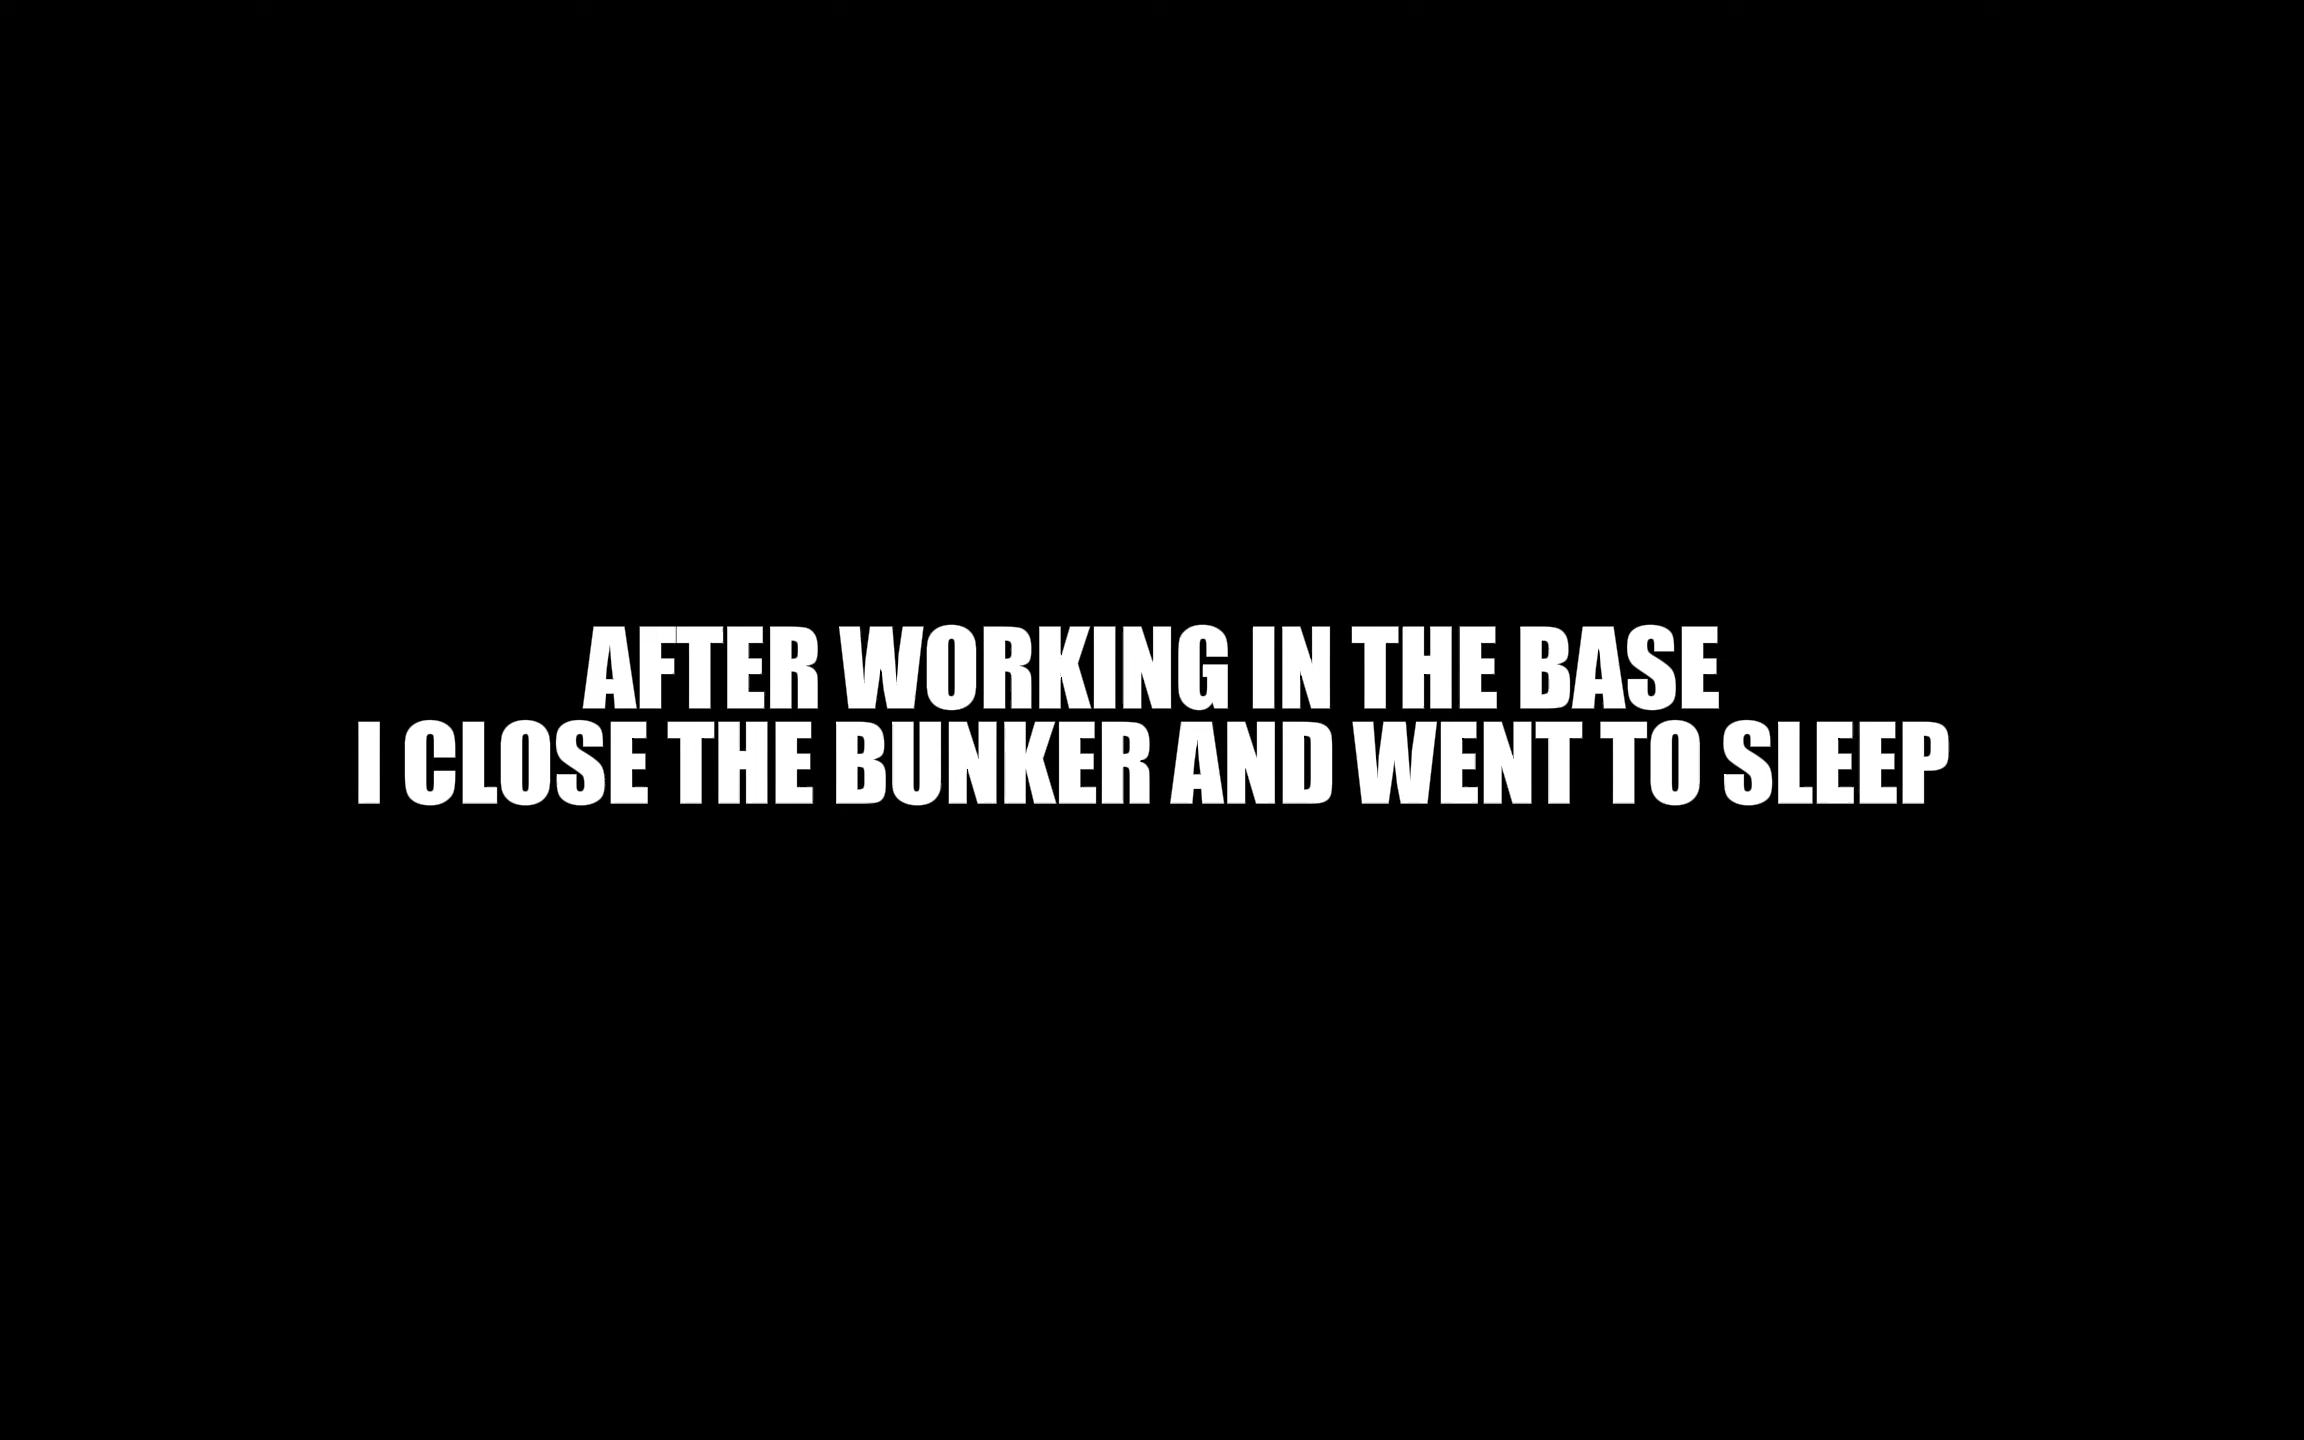 AFTER WORKING IN THE BASE
I CLOSE THE BUNKER AND WENT TO SLEEP